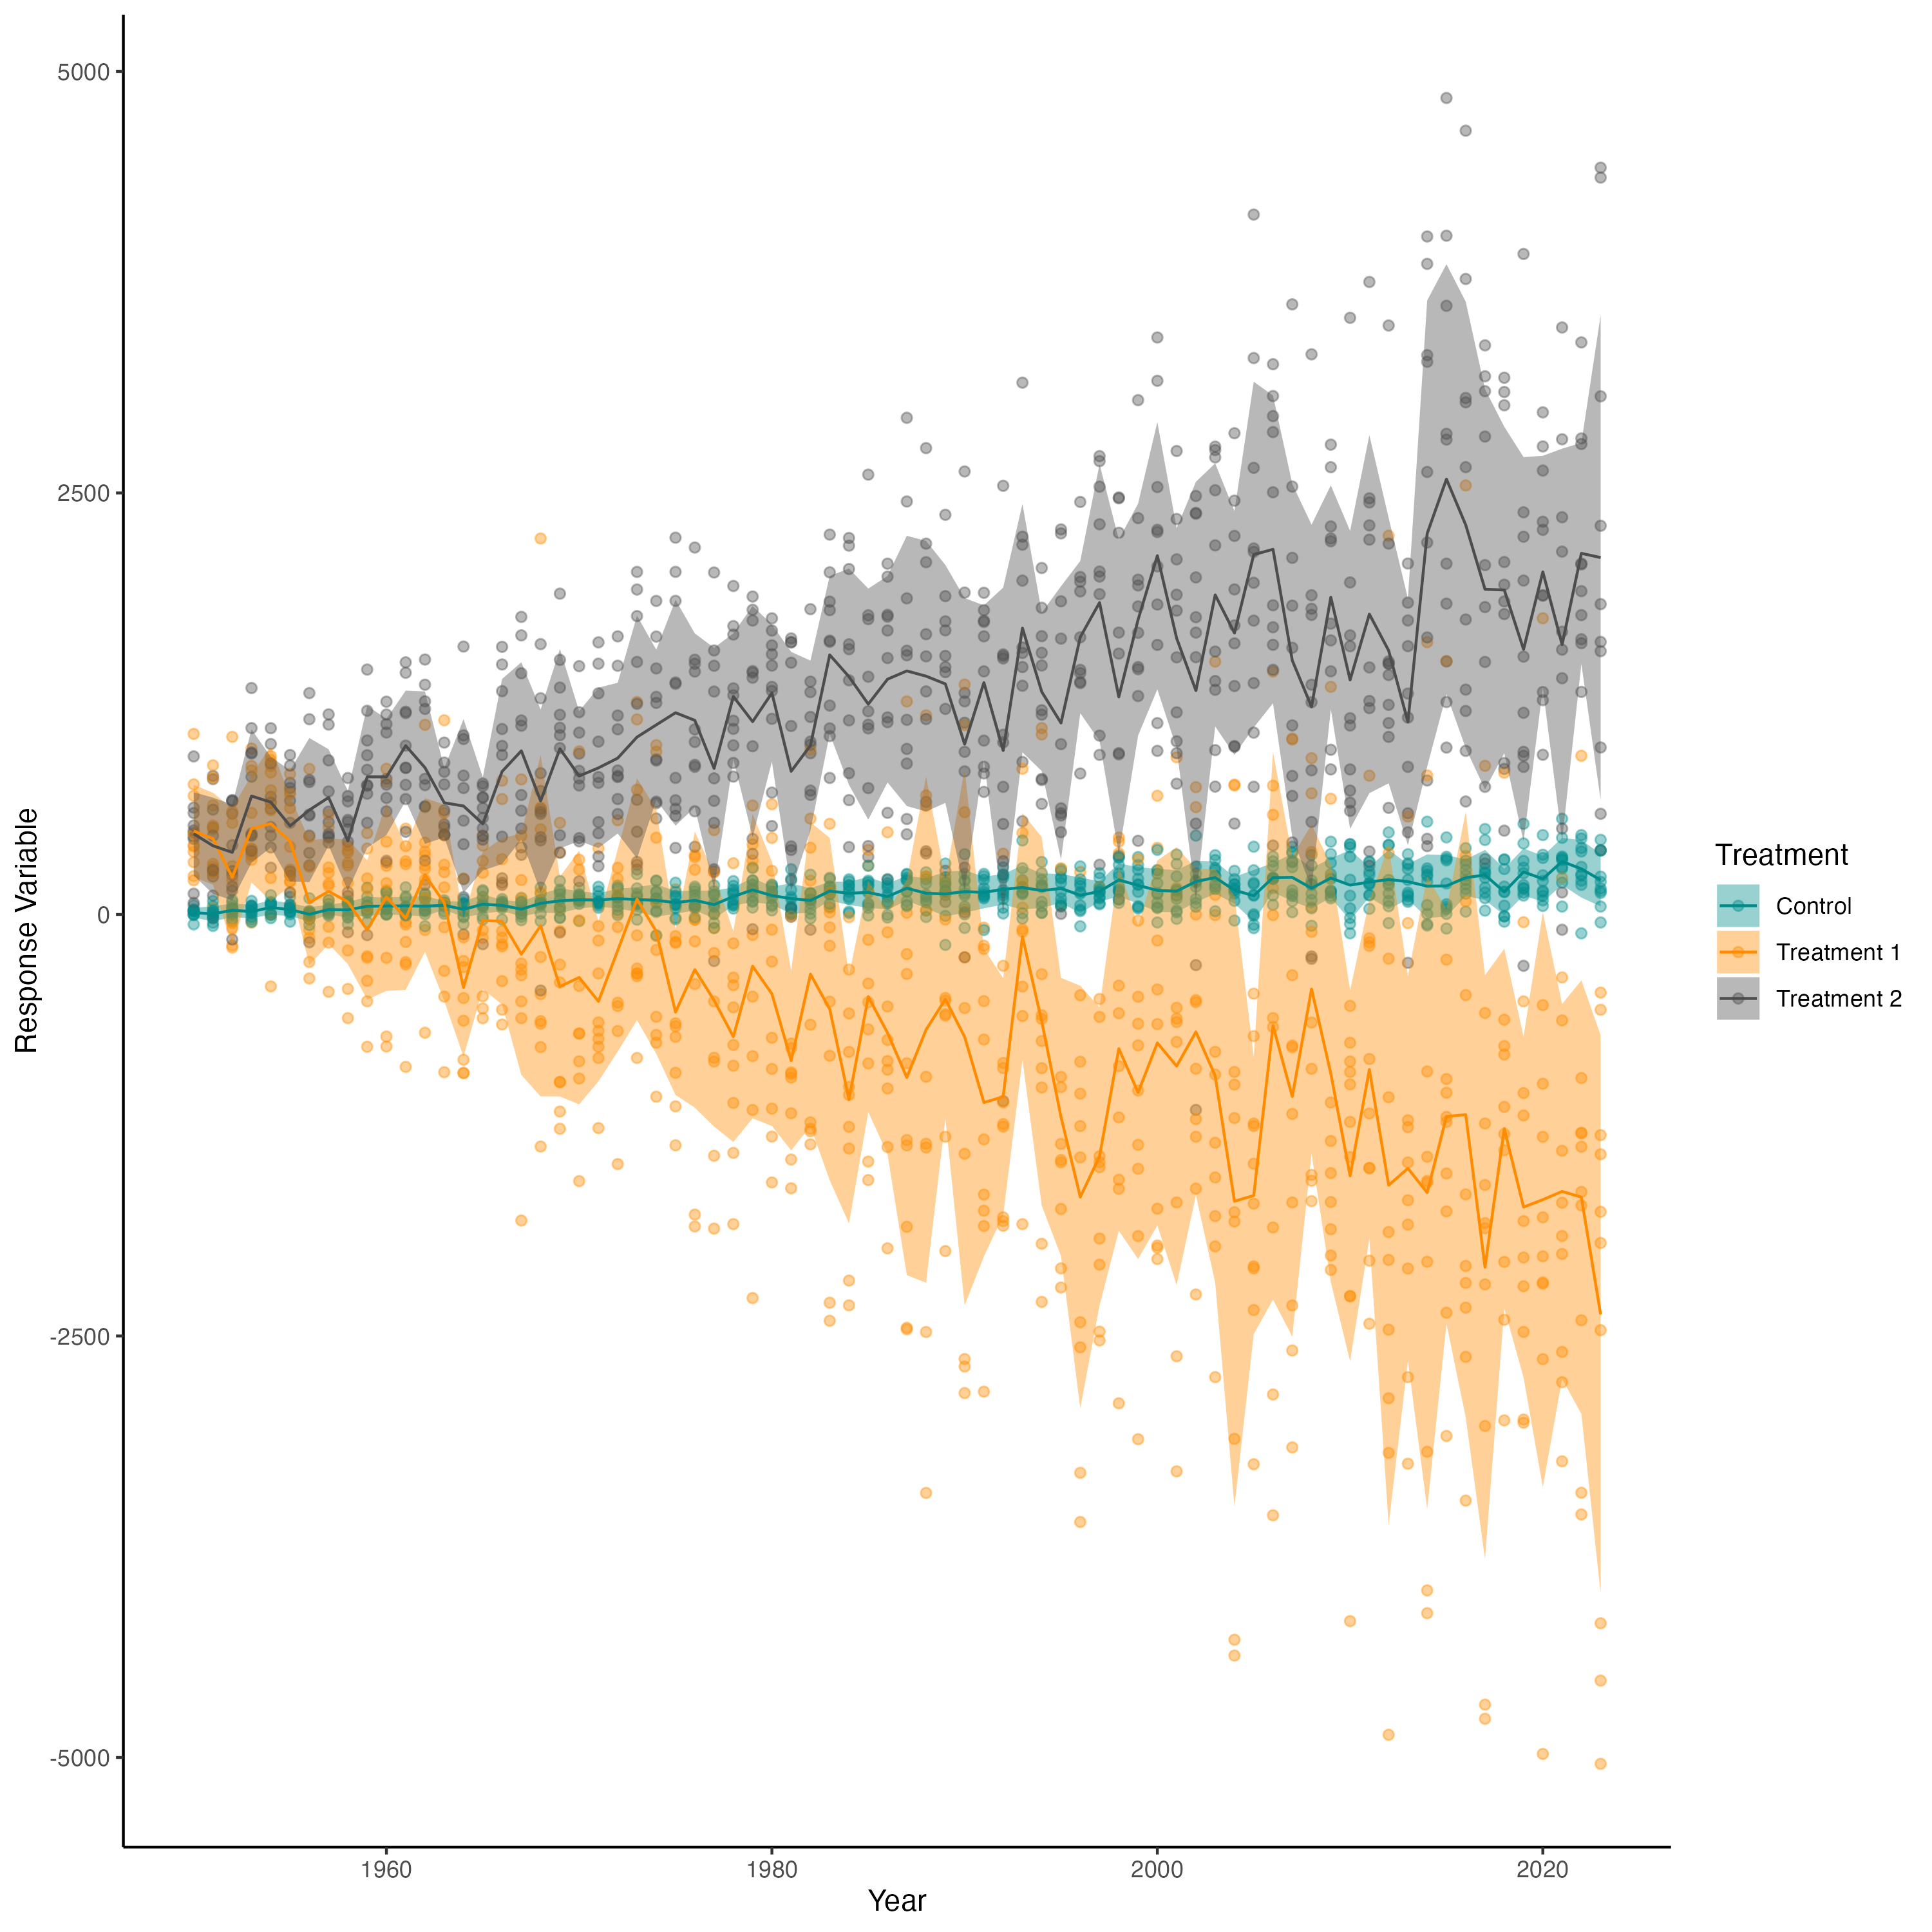 5000
2500
0
-2500
-5000
Response Variable
1960
1980
2000
2020
Year
Treatment
Control
Treatment 1
Treatment 2